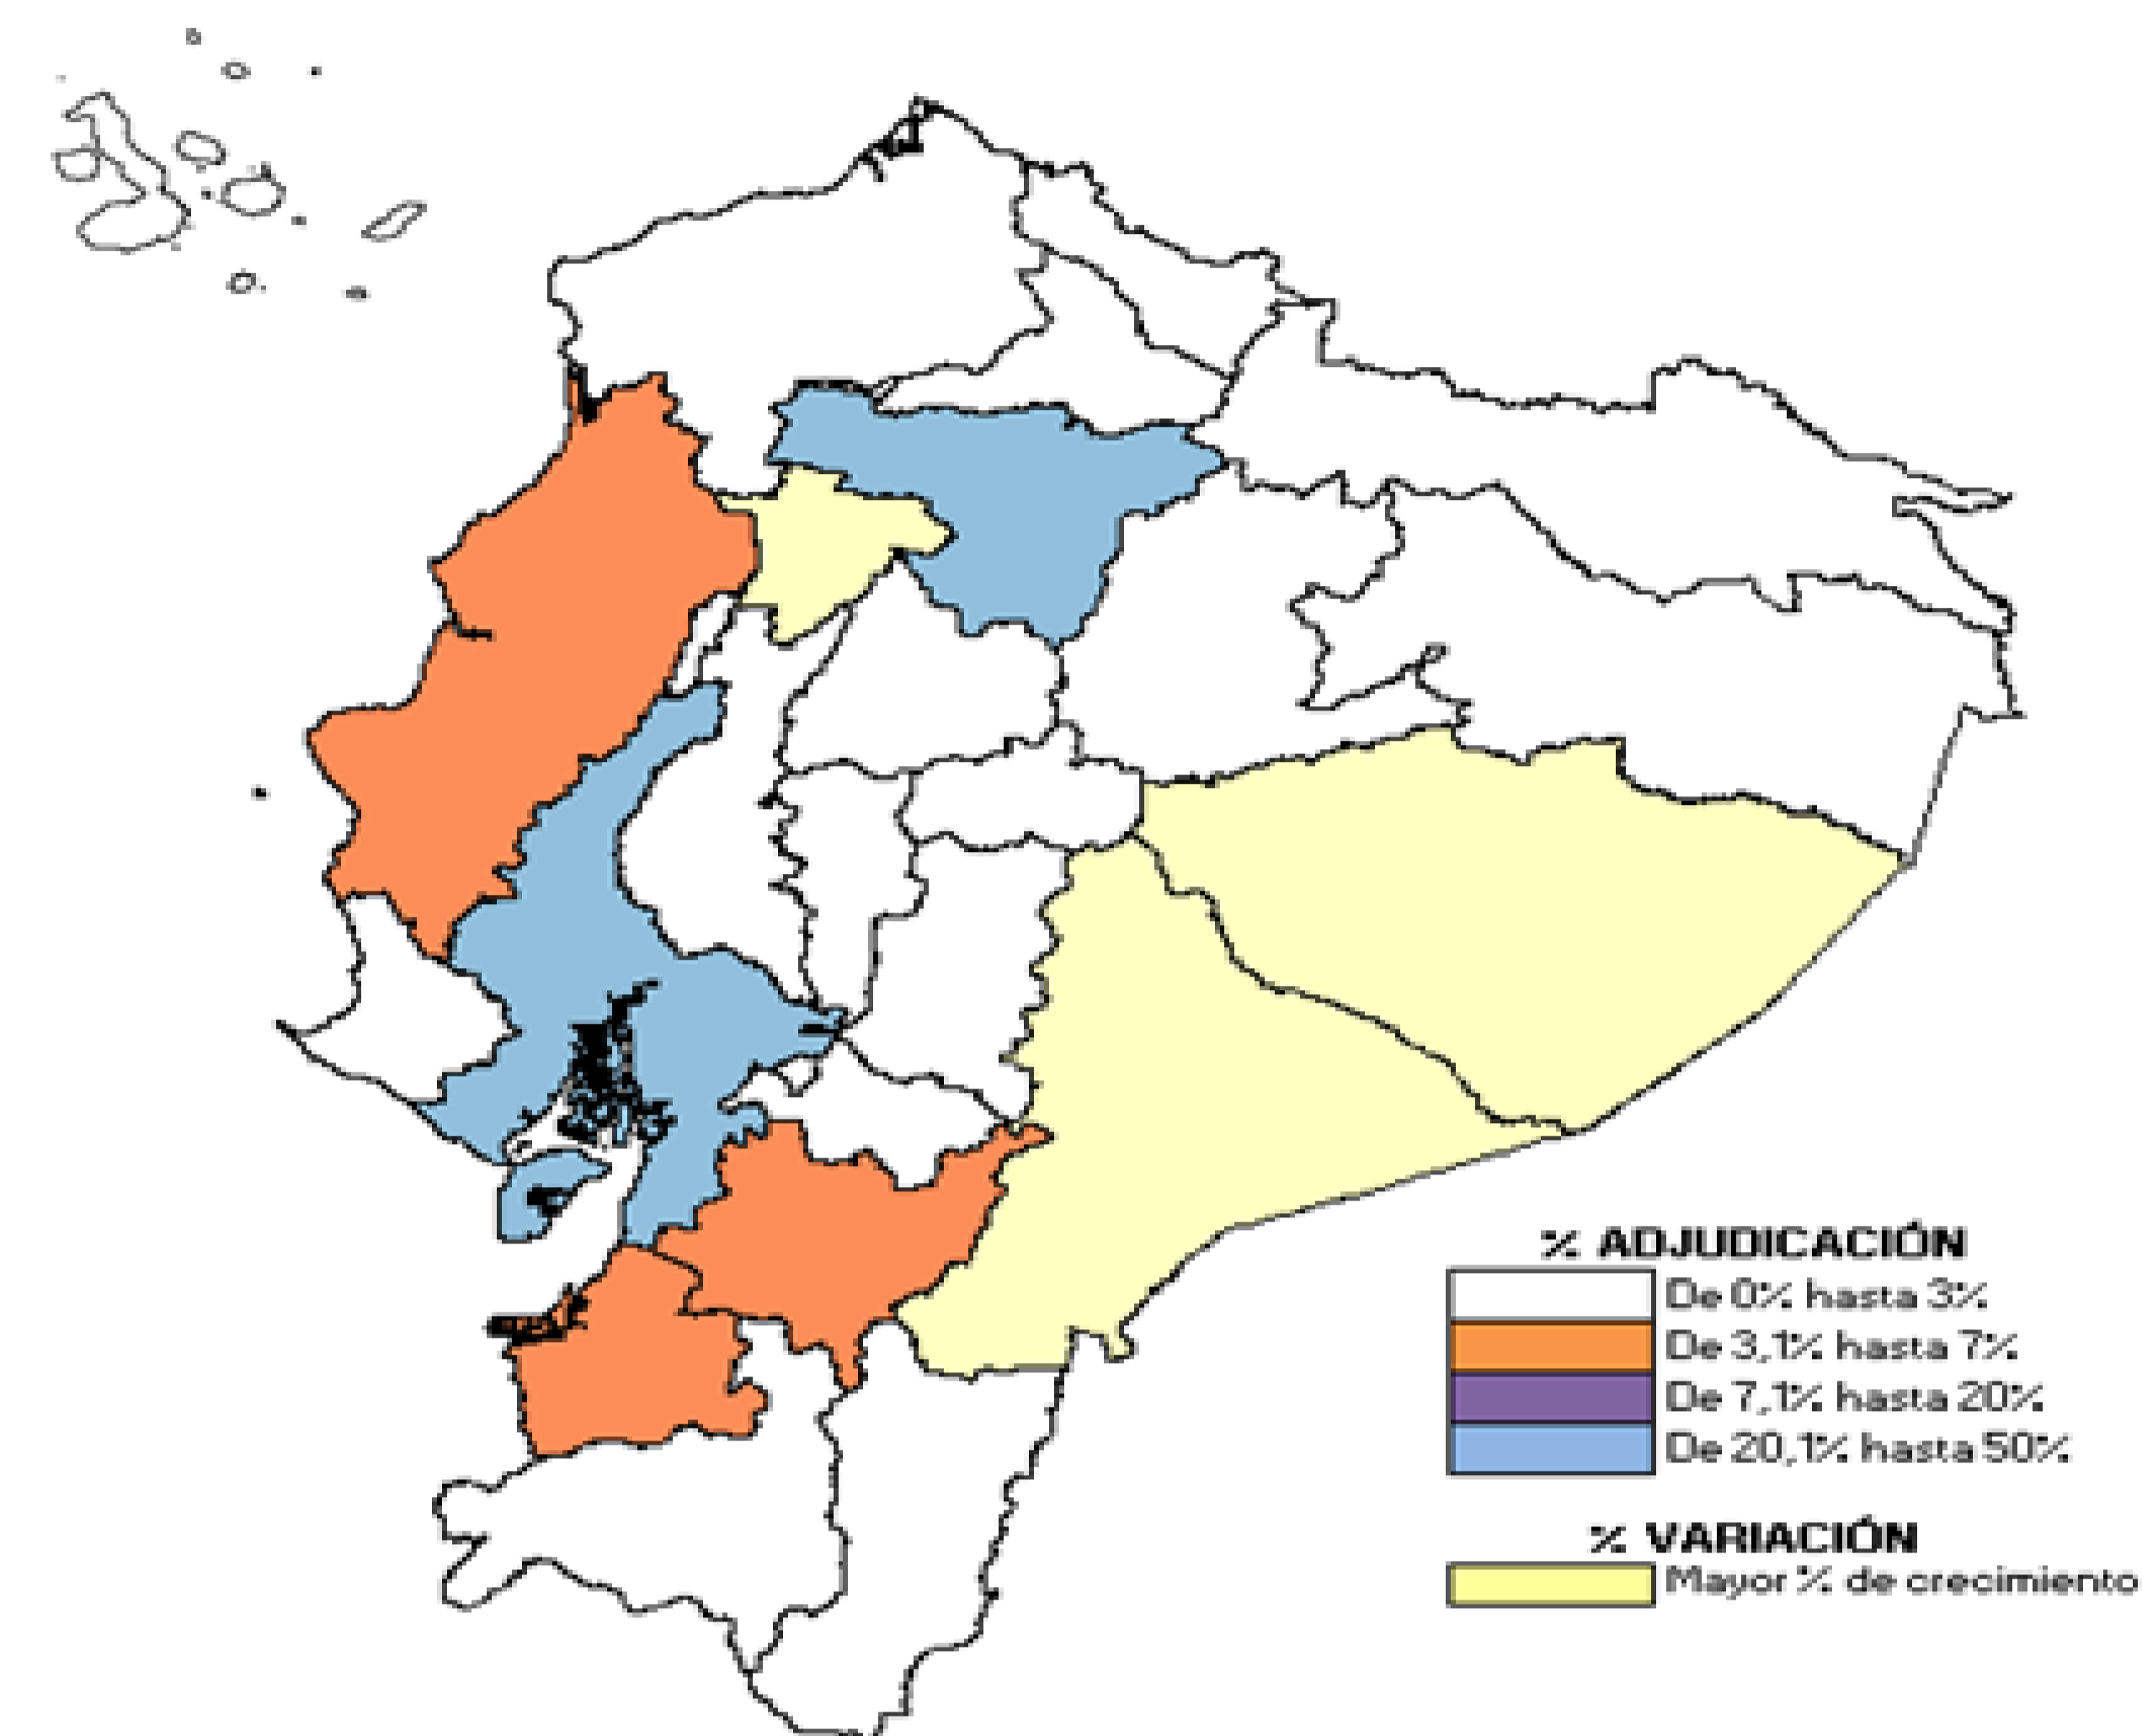 % ADJUDICACIÓN
De 0% hasta 3%
De 3,1% hasta 7%
De 7,1% hasta 20%
De 20,1% hasta 50%
% VARIACIÓN
Mayor % de crecimiento